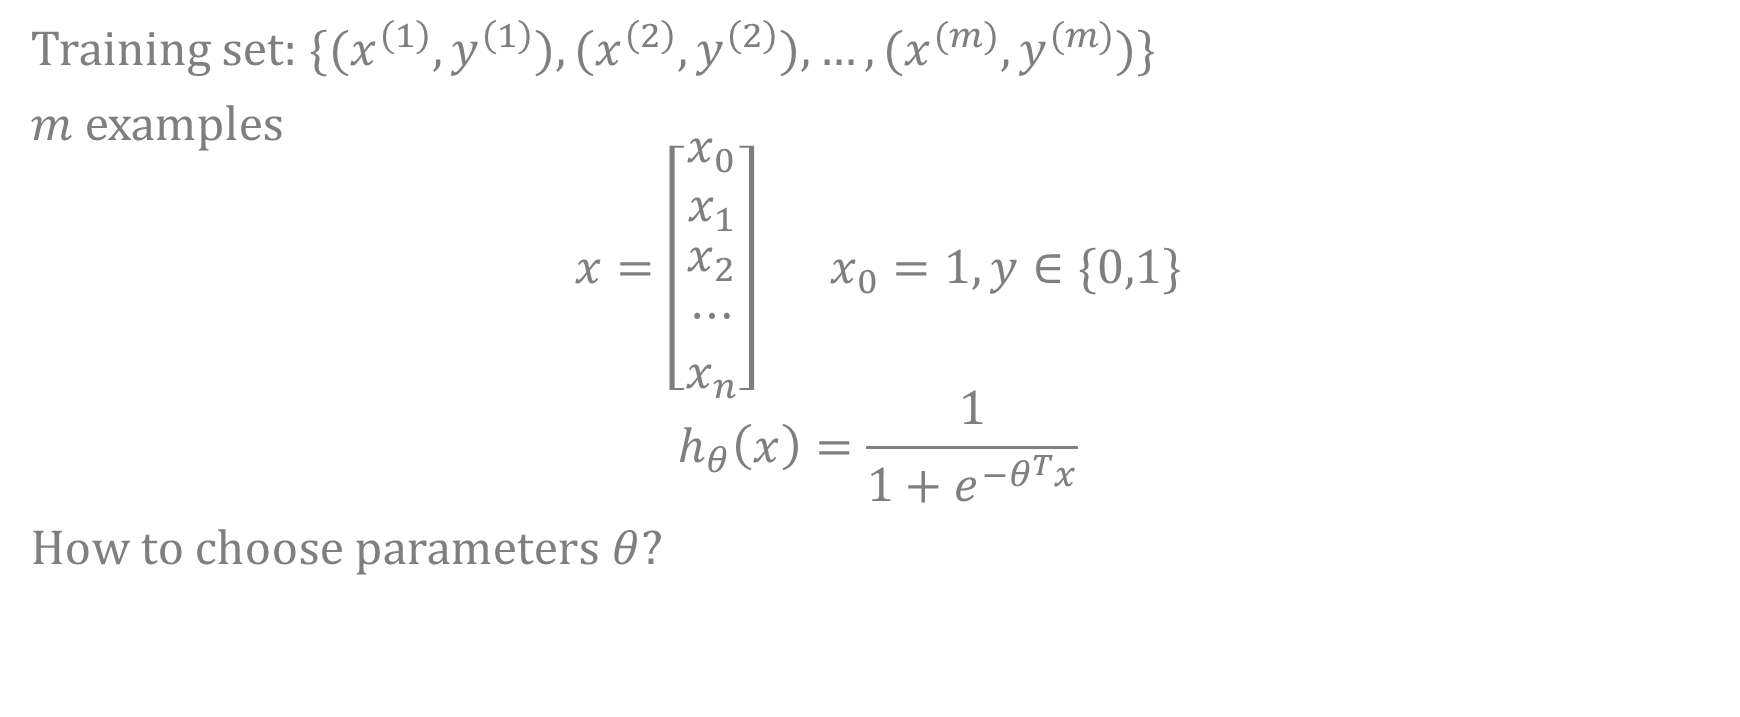 Training set: {(x^(1), y^(1)), (x^(2), y^(2)), … , (x^(m), y^(m))}
m examples
x = [x_0 x_1 x_2 … x_n] x_0 = 1, y ∈ {0,1}
h_θ(x) = 1 / (1 + e^(−θ^T x))
How to choose parameters θ?